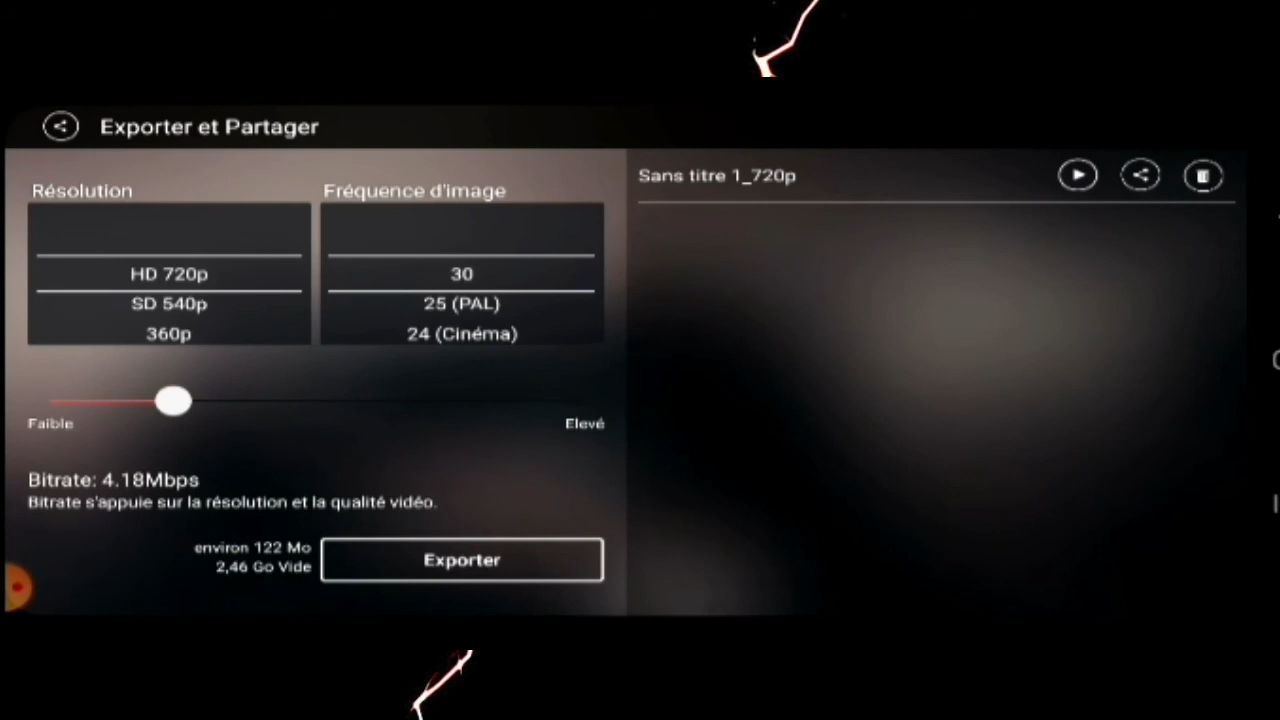 Exporter et Partager
Résolution
Fréquence d'image
HD 720p
SD 540p
360p
30
25 (PAL)
24 (Cinéma)
Faible
Elevé
Bitrate: 4.18Mbps
Bitrate s'appuie sur la résolution et la qualité vidéo.
environ 122 Mo
2,46 Go Vide
Exporter
Sans titre 1_720p